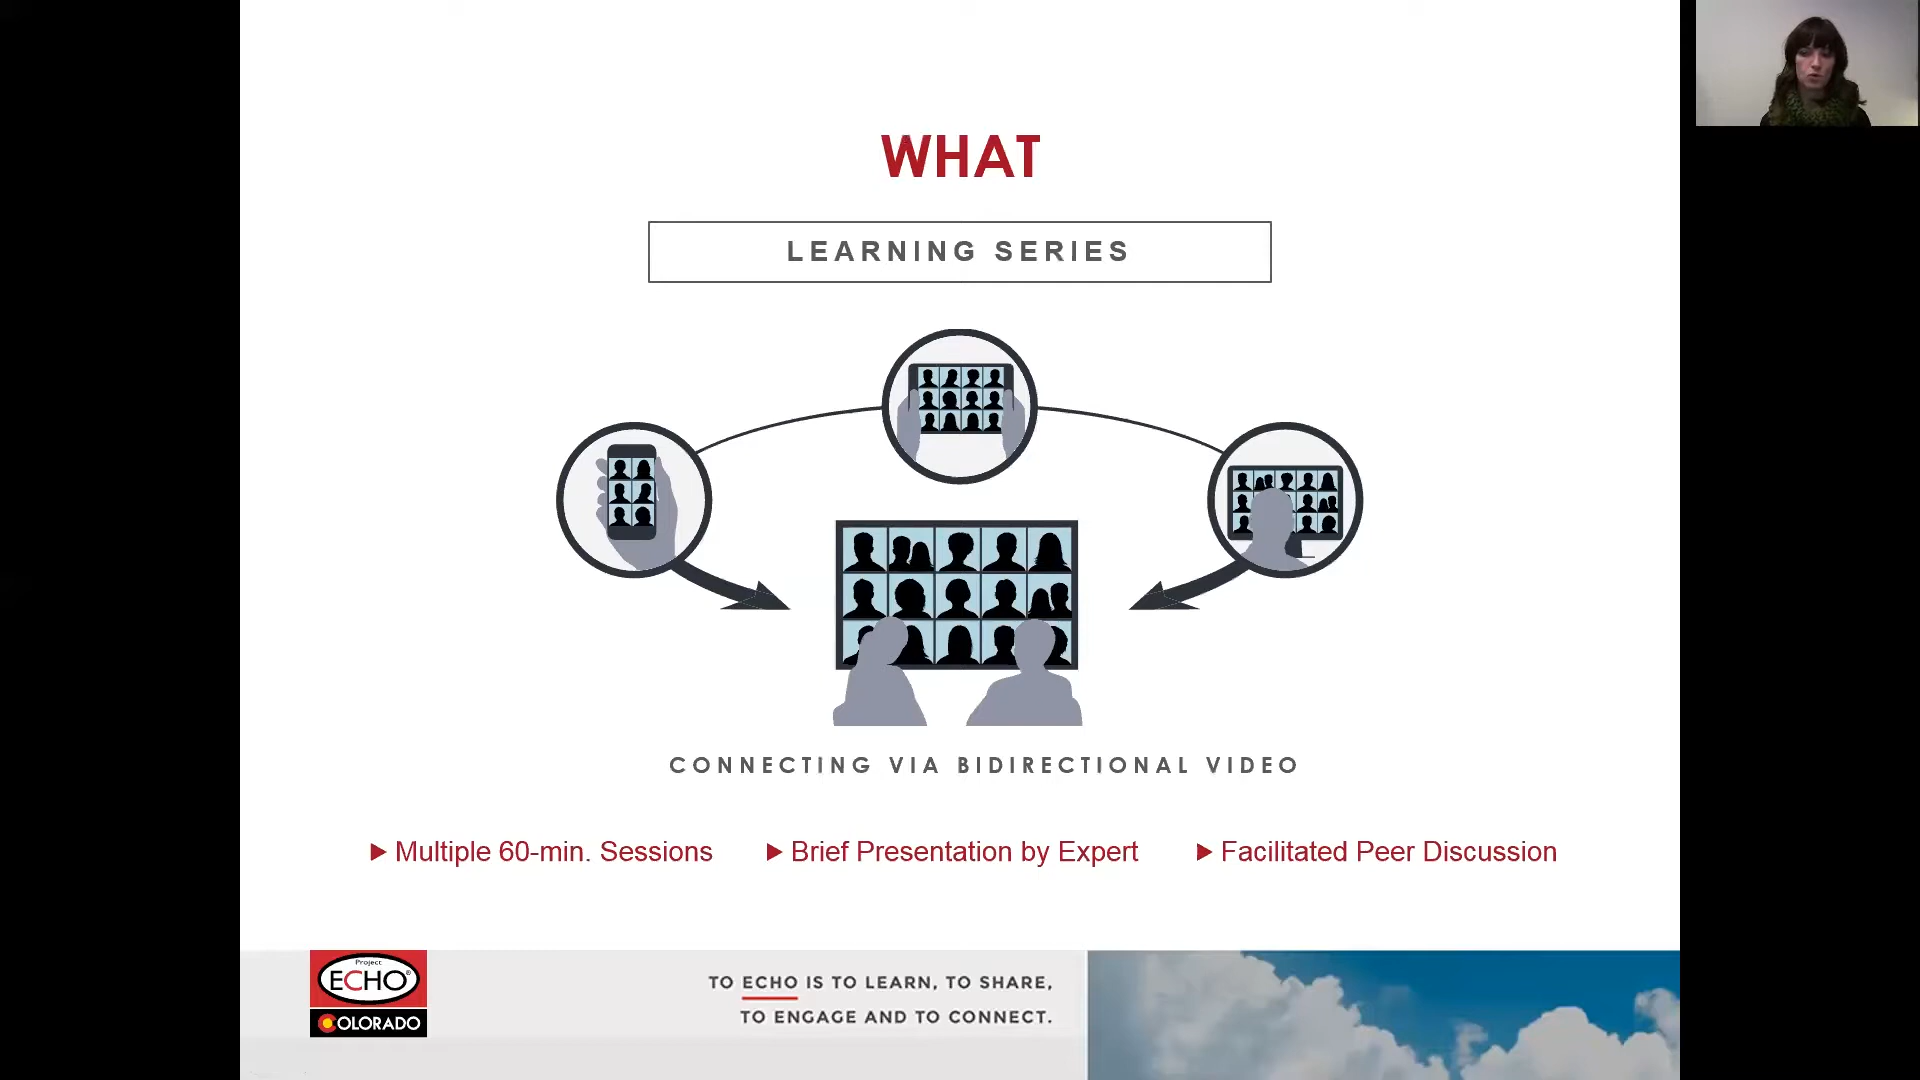 WHAT
LEARNING SERIES
CONNECTING VIA BIDIRECTIONAL VIDEO
Multiple 60-min. Sessions
Brief Presentation by Expert
Facilitated Peer Discussion
Project
ECHO®
COLORADO
TO ECHO IS TO LEARN, TO SHARE,
TO ENGAGE AND TO CONNECT.